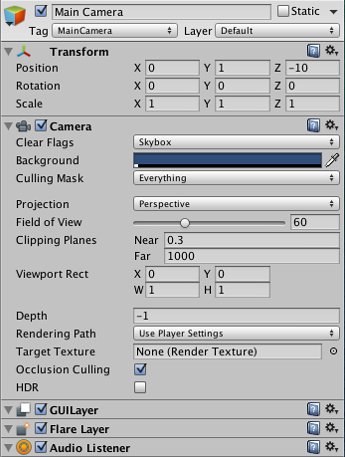 Main Camera Static
Tag MainCamera Layer Default
Transform
Position X 0 Y 1 Z -10
Rotation X 0 Y 0 Z 0
Scale X 1 Y 1 Z 1
Camera
Clear Flags Skybox
Background
Culling Mask Everything
Projection Perspective
Field of View 60
Clipping Planes Near 0.3
Far 1000
Viewport Rect X 0 Y 0
W 1 H 1
Depth -1
Rendering Path Use Player Settings
Target Texture None (Render Texture)
Occlusion Culling
HDR
GUILayer
Flare Layer
Audio Listener